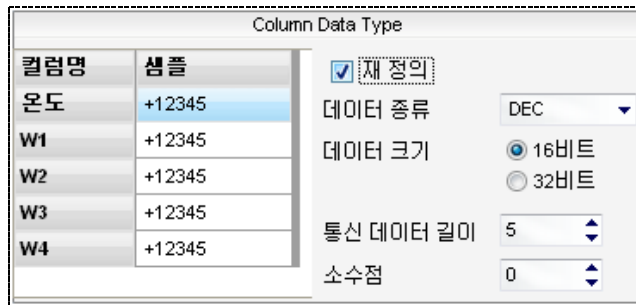 Column Data Type
컬럼명 샘플
온도 +12345
W1 +12345
W2 +12345
W3 +12345
W4 +12345
재 정의
데이터 종류 DEC
데이터 크기 16비트
32비트
통신 데이터 길이 5
소수점 0